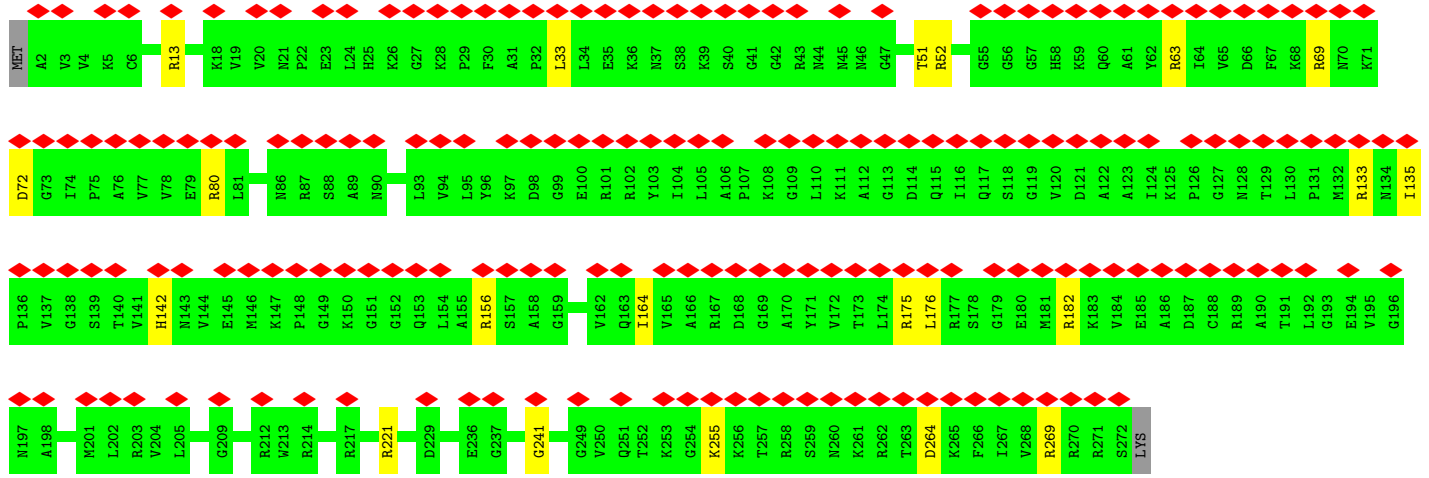 MET A2 V3 V4 K5 C6 R13 K18 V19 V20 N21 P22 E23 L24 H25 K26 G27 K28 P29 F30 A31 P32 L33 L34 E35 K36 N37 S38 K39 S40 G41 G42 R43 N44 N45 N46 G47 T51 R52 G55 G56 G57 H58 K59 Q60 A61 Y62 R63 I64 V65 D66 F67 K68 R69 N70 K71
D72 G73 I74 P75 A76 V77 V78 E79 R80 L81 N86 R87 S88 A89 N90 L93 V94 L95 Y96 K97 D98 G99 E100 R101 R102 Y103 I104 L105 A106 P107 K108 G109 L110 K111 A112 G113 D114 Q115 I116 Q117 S118 G119 V120 D121 A122 A123 I124 K125 P126 G127 N128 T129 L130 P131 M132 R133 N134 I135
P136 V137 G138 S139 T140 V141 H142 N143 V144 E145 M146 K147 P148 G149 K150 G151 G152 Q153 L154 A155 R156 S157 A158 G159 V162 Q163 I164 V165 A166 R167 D168 G169 A170 Y171 V172 T173 L174 R175 L176 R177 S178 G179 E180 M181 R182 K183 V184 E185 A186 D187 C188 R189 A190 T191 L192 G193 E194 V195 G196
N197 A198 M201 L202 R203 V204 L205 G209 R212 W213 R214 R217 R221 D229 E236 G237 G241 G249 V250 Q251 T252 K253 G254 K255 K256 T257 R258 S259 N260 K261 R262 T263 D264 K265 F266 I267 V268 R269 R270 R271 S272 LYS